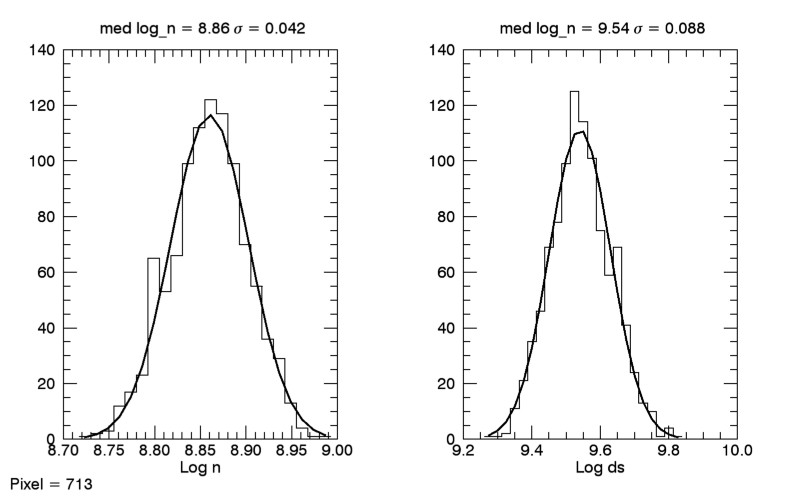 med log_n = 8.86 σ = 0.042
140
120
100
80
60
40
20
0
8.70 8.75 8.80 8.85 8.90 8.95 9.00
Log n
med log_n = 9.54 σ = 0.088
140
120
100
80
60
40
20
0
9.2 9.4 9.6 9.8 10.0
Log ds
Pixel = 713